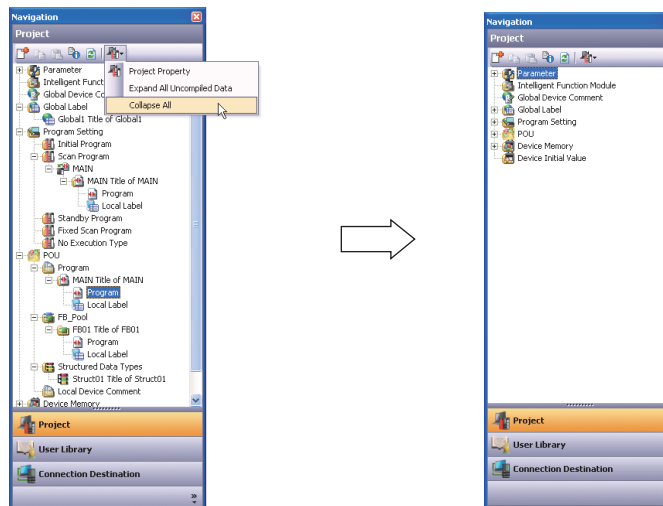 Navigation
Project
Parameter
Intelligent Funct
Global Device Co
Global Label
Global1 Title of Global1
Program Setting
Initial Program
Scan Program
MAIN
MAIN Title of MAIN
Program
Local Label
Standby Program
Fixed Scan Program
No Execution Type
POU
Program
MAIN Title of MAIN
Program
Local Label
FB_Pool
FB01 Title of FB01
Program
Local Label
Structured Data Types
Struct01 Title of Struct01
Local Device Comment
Device Memory
Project
User Library
Connection Destination
Project Property
Expand All Uncompiled Data
Collapse All
Navigation
Project
Parameter
Intelligent Function Module
Global Device Comment
Global Label
Program Setting
POU
Device Memory
Device Initial Value
Project
User Library
Connection Destination